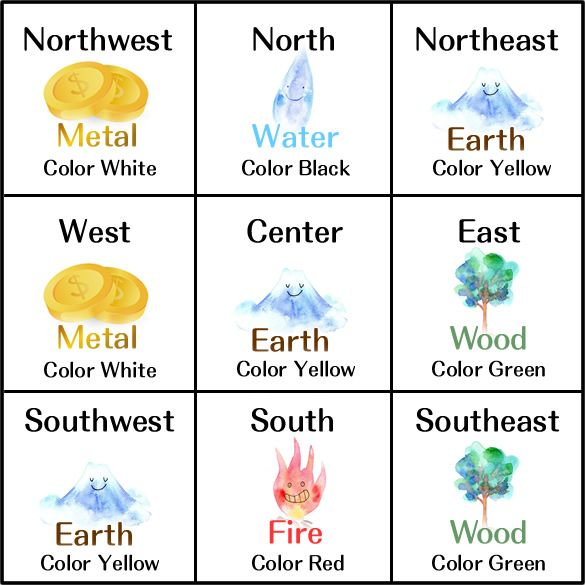 Northwest
Metal
Color White
North
Water
Color Black
Northeast
Earth
Color Yellow
West
Metal
Color White
Center
Earth
Color Yellow
East
Wood
Color Green
Southwest
Earth
Color Yellow
South
Fire
Color Red
Southeast
Wood
Color Green